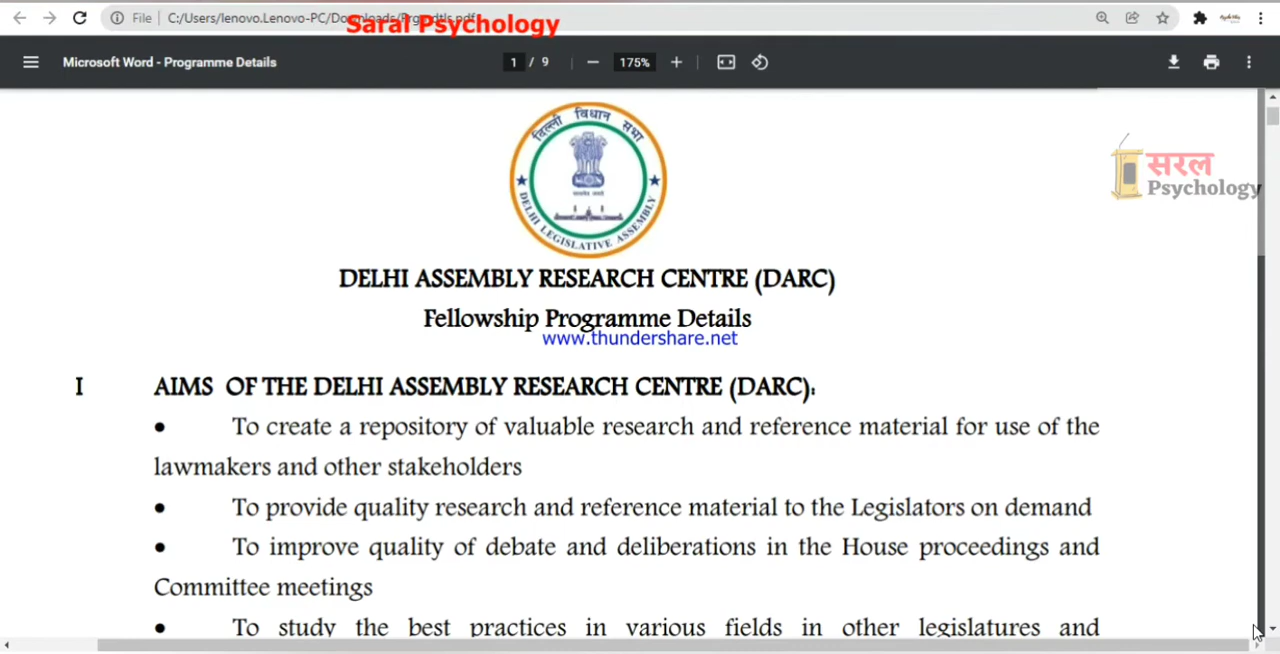 File
C:/Users/lenovo.Lenovo-PC/Downloads/Prgrdtls.pdf
Saral Psychology
Microsoft Word - Programme Details
1 / 9
175%
दिल्ली विधान सभा
DELHI LEGISLATIVE ASSEMBLY
सरल
Psychology
DELHI ASSEMBLY RESEARCH CENTRE (DARC)
Fellowship Programme Details
www.thundershare.net
I AIMS OF THE DELHI ASSEMBLY RESEARCH CENTRE (DARC):
• To create a repository of valuable research and reference material for use of the
lawmakers and other stakeholders
• To provide quality research and reference material to the Legislators on demand
• To improve quality of debate and deliberations in the House proceedings and
Committee meetings
• To study the best practices in various fields in other legislatures and